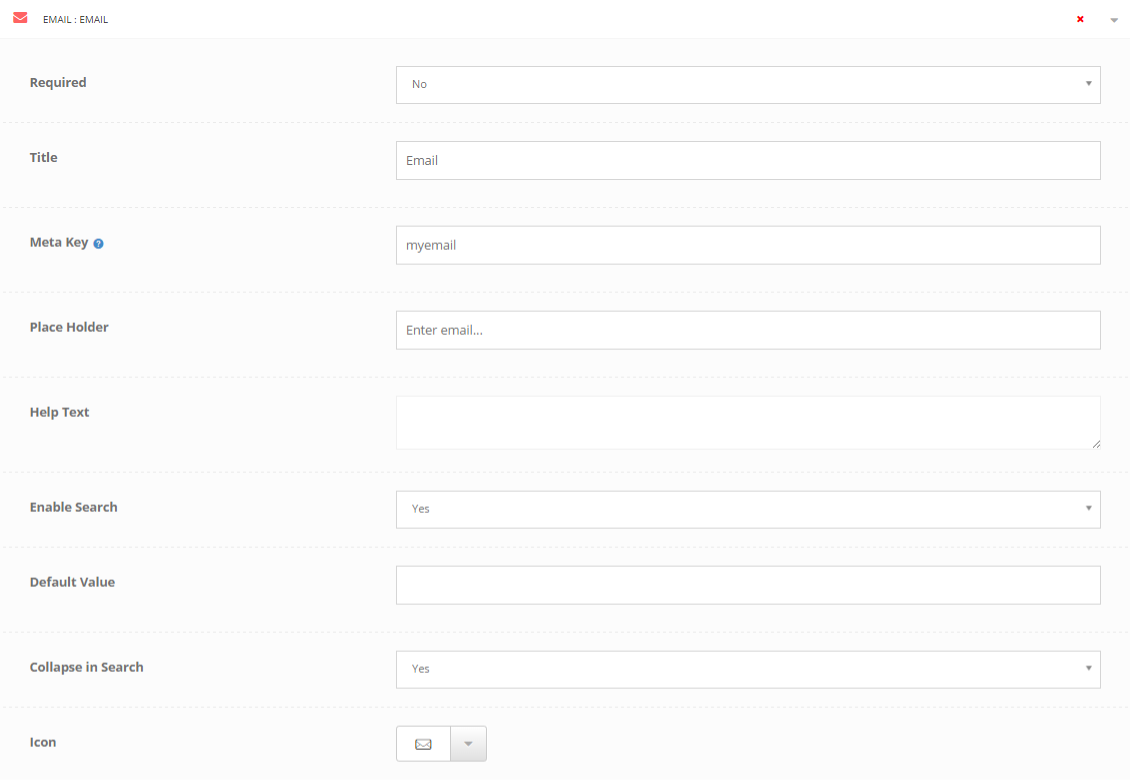 EMAIL : EMAIL
Required
No
Title
Email
Meta Key
myemail
Place Holder
Enter email...
Help Text
Enable Search
Yes
Default Value
Collapse in Search
Yes
Icon